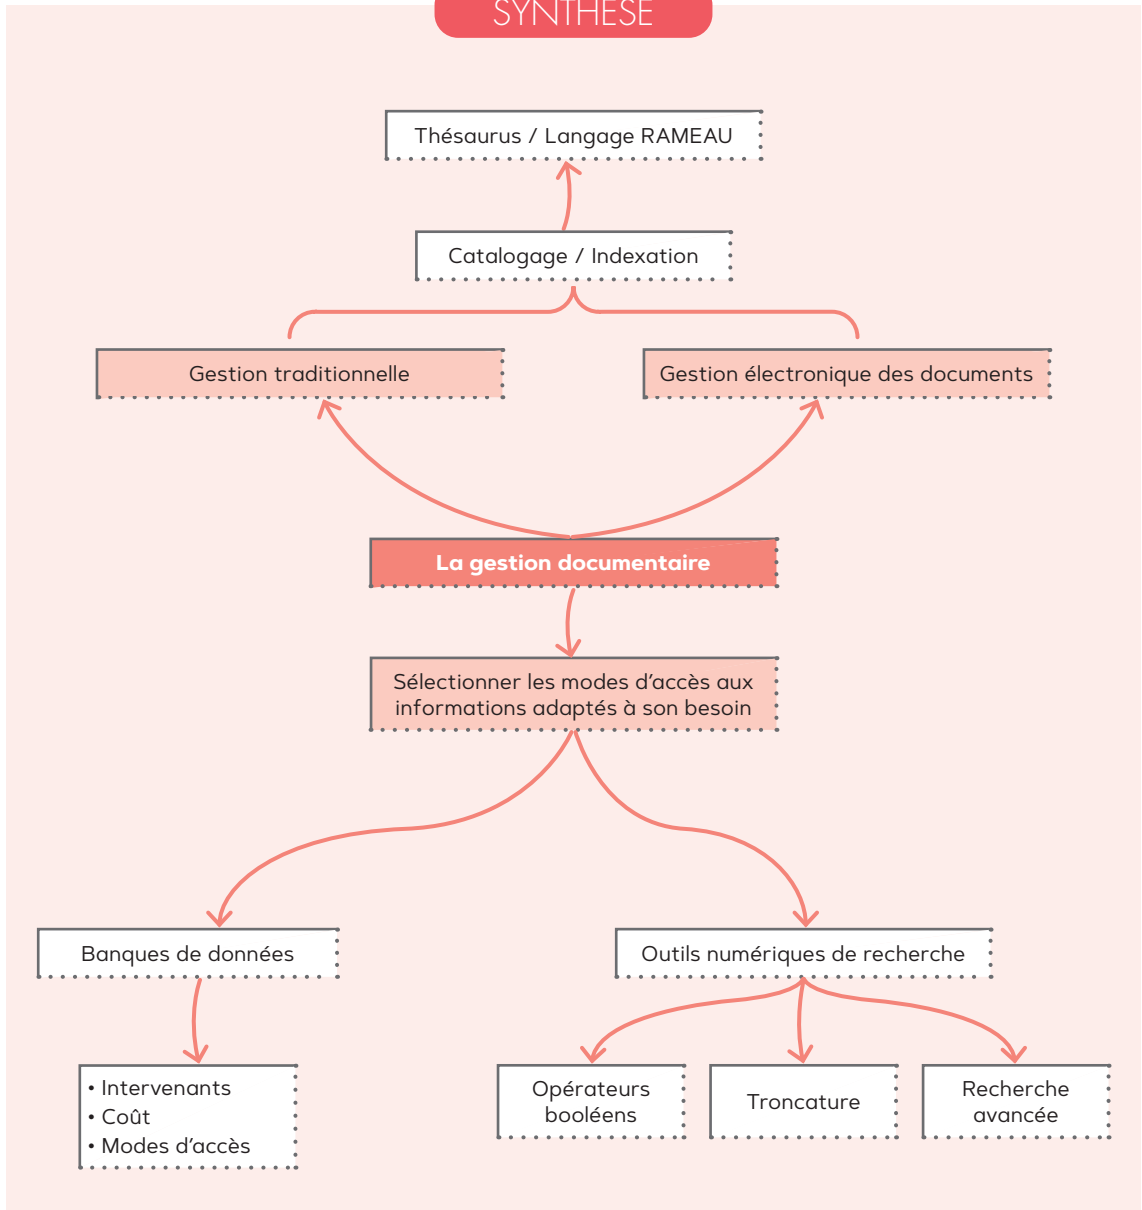 SYNTHÈSE
Thésaurus / Langage RAMEAU
Catalogage / Indexation
Gestion traditionnelle
Gestion électronique des documents
La gestion documentaire
Sélectionner les modes d'accès aux
informations adaptés à son besoin
Banques de données
Outils numériques de recherche
• Intervenants
• Coût
• Modes d'accès
Opérateurs
booléens
Troncature
Recherche
avancée